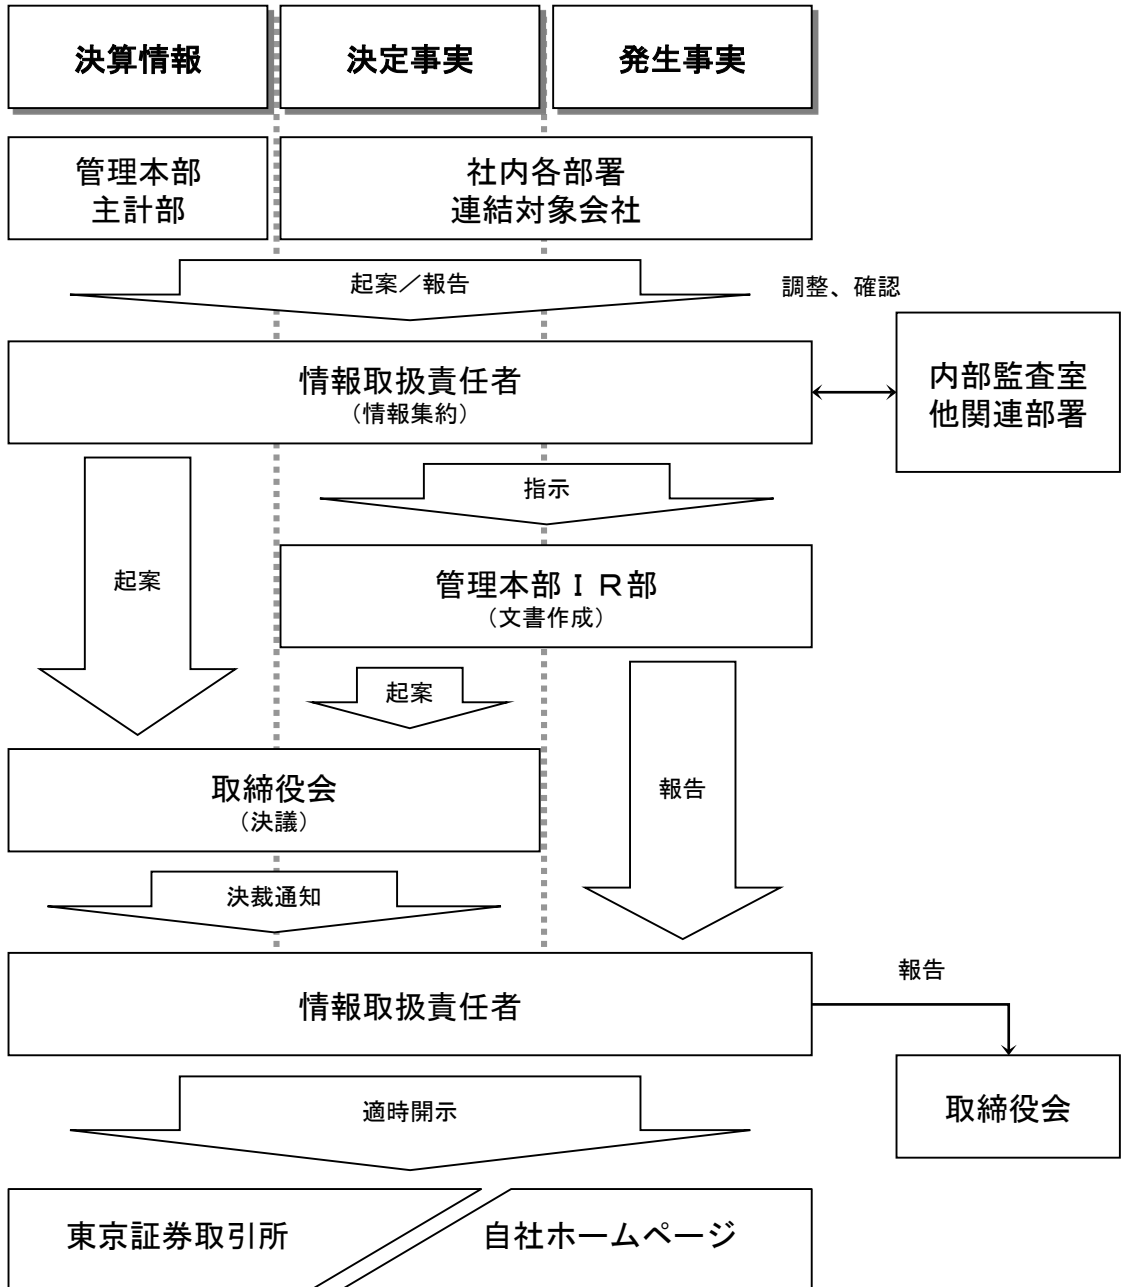 決算情報
決定事実
発生事実
管理本部
主計部
社内各部署
連結対象会社
起案／報告
調整、確認
情報取扱責任者
（情報集約）
内部監査室
他関連部署
指示
起案
管理本部ＩＲ部
（文書作成）
起案
取締役会
（決議）
報告
決裁通知
情報取扱責任者
報告
取締役会
適時開示
東京証券取引所
自社ホームページ